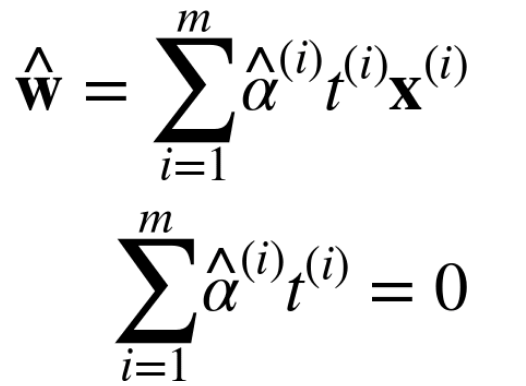 ŵ = ∑_{i=1}^{m} α̂^{(i)} t^{(i)} 𝐱^{(i)}
∑_{i=1}^{m} α̂^{(i)} t^{(i)} = 0